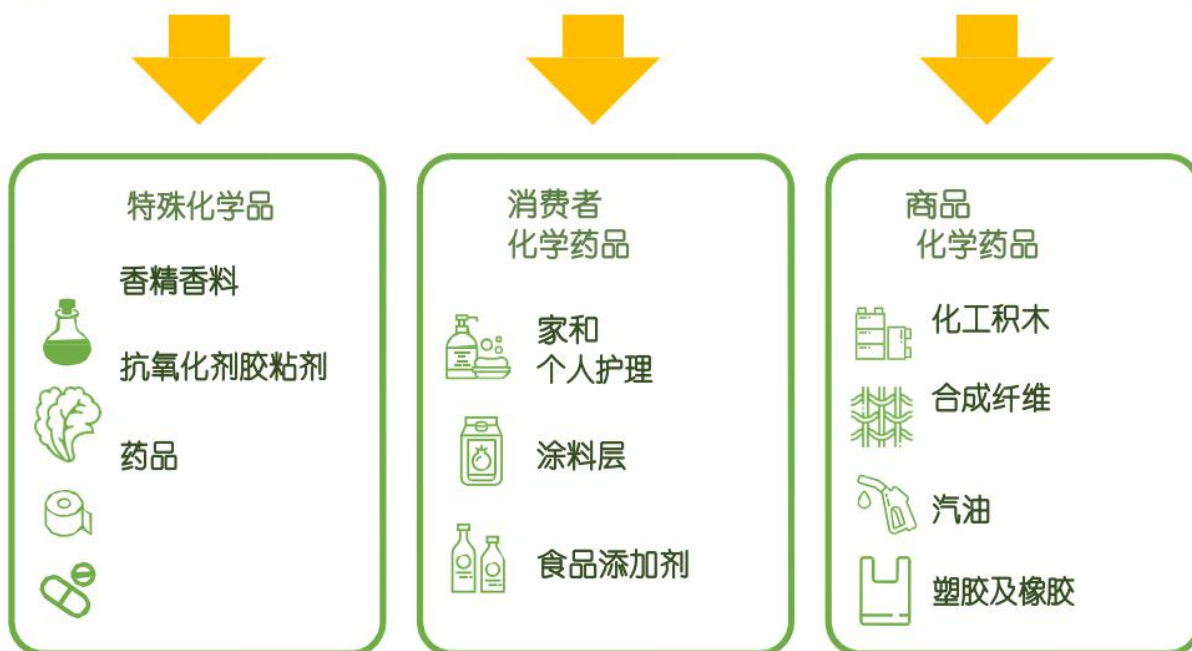 特殊化学品
香精香料
抗氧化剂胶粘剂
药品
消费者
化学药品
家和
个人护理
涂料层
食品添加剂
商品
化学药品
化工积木
合成纤维
汽油
塑胶及橡胶